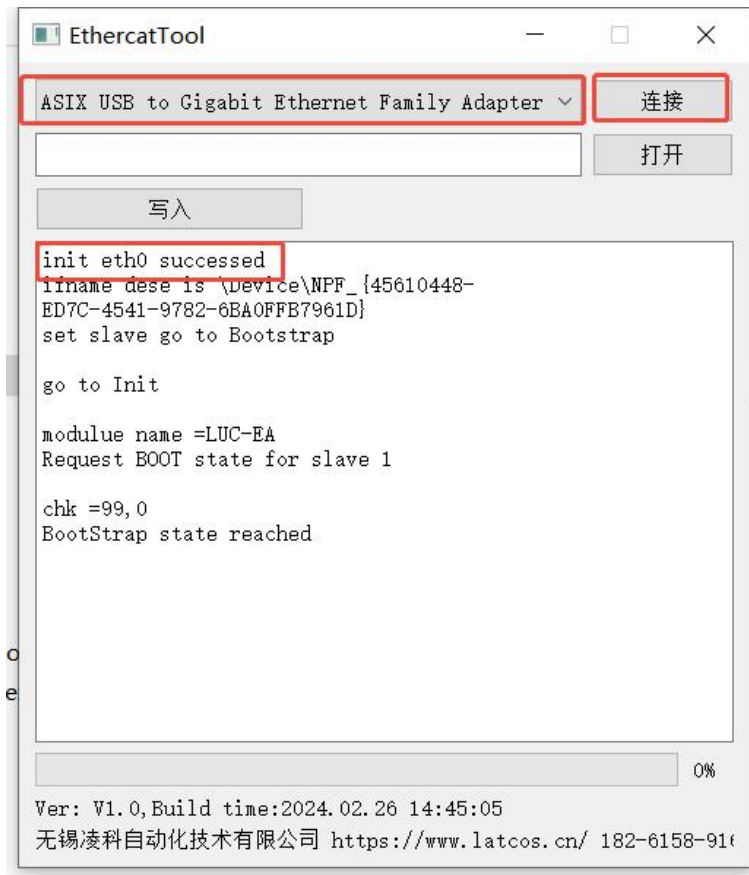 EthercatTool
ASIX USB to Gigabit Ethernet Family Adapter
连接
打开
写入
init eth0 successed
ifname dese is \Device\NPF_{45610448-
ED7C-4541-9782-6BA0FFB7961D}
set slave go to Bootstrap
go to Init
modulue name =LUC-EA
Request BOOT state for slave 1
chk =99,0
BootStrap state reached
0%
Ver: V1.0,Build time:2024.02.26 14:45:05
无锡凌科自动化技术有限公司 https://www.latcos.cn/ 182-6158-916